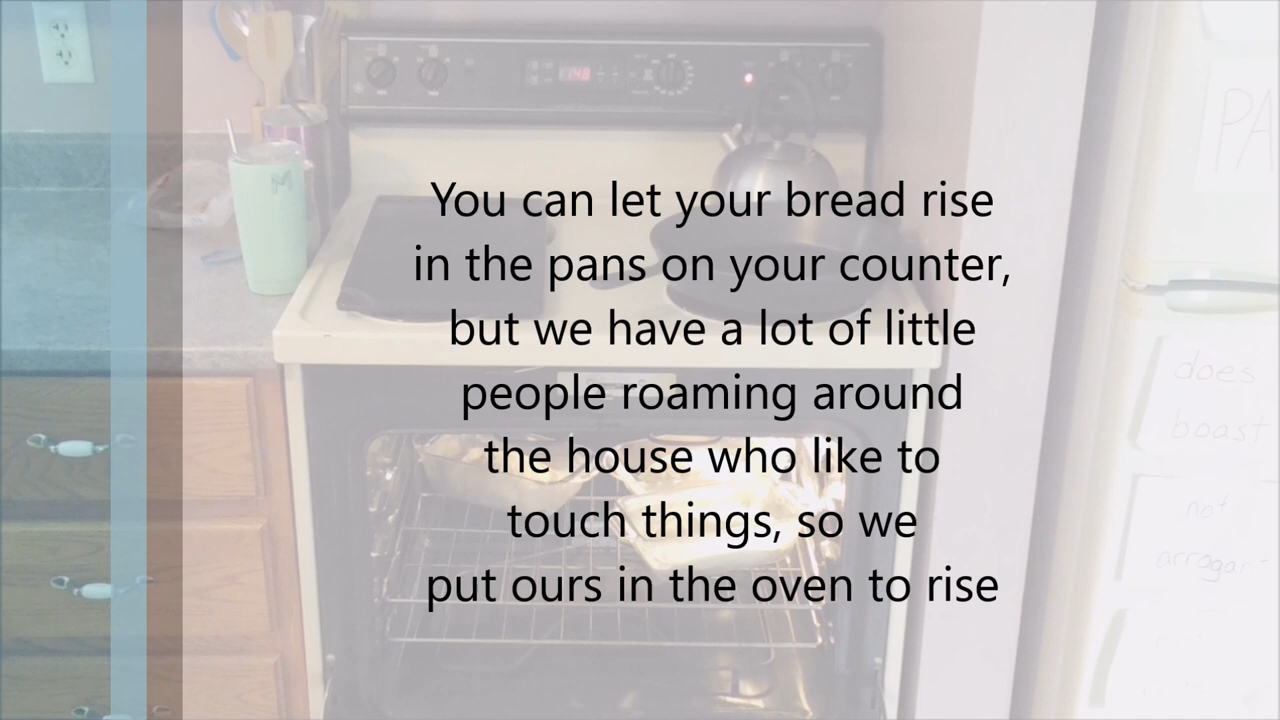 You can let your bread rise
in the pans on your counter,
but we have a lot of little
people roaming around
the house who like to
touch things, so we
put ours in the oven to rise
148
PA
does
boast
not